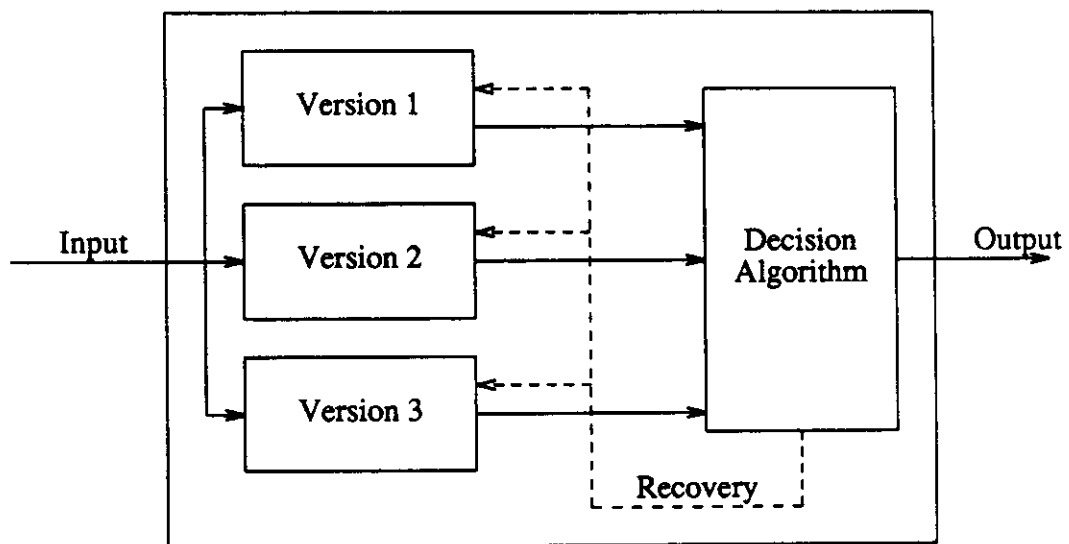 Version 1
Input
Version 2
Decision
Algorithm
Output
Version 3
Recovery